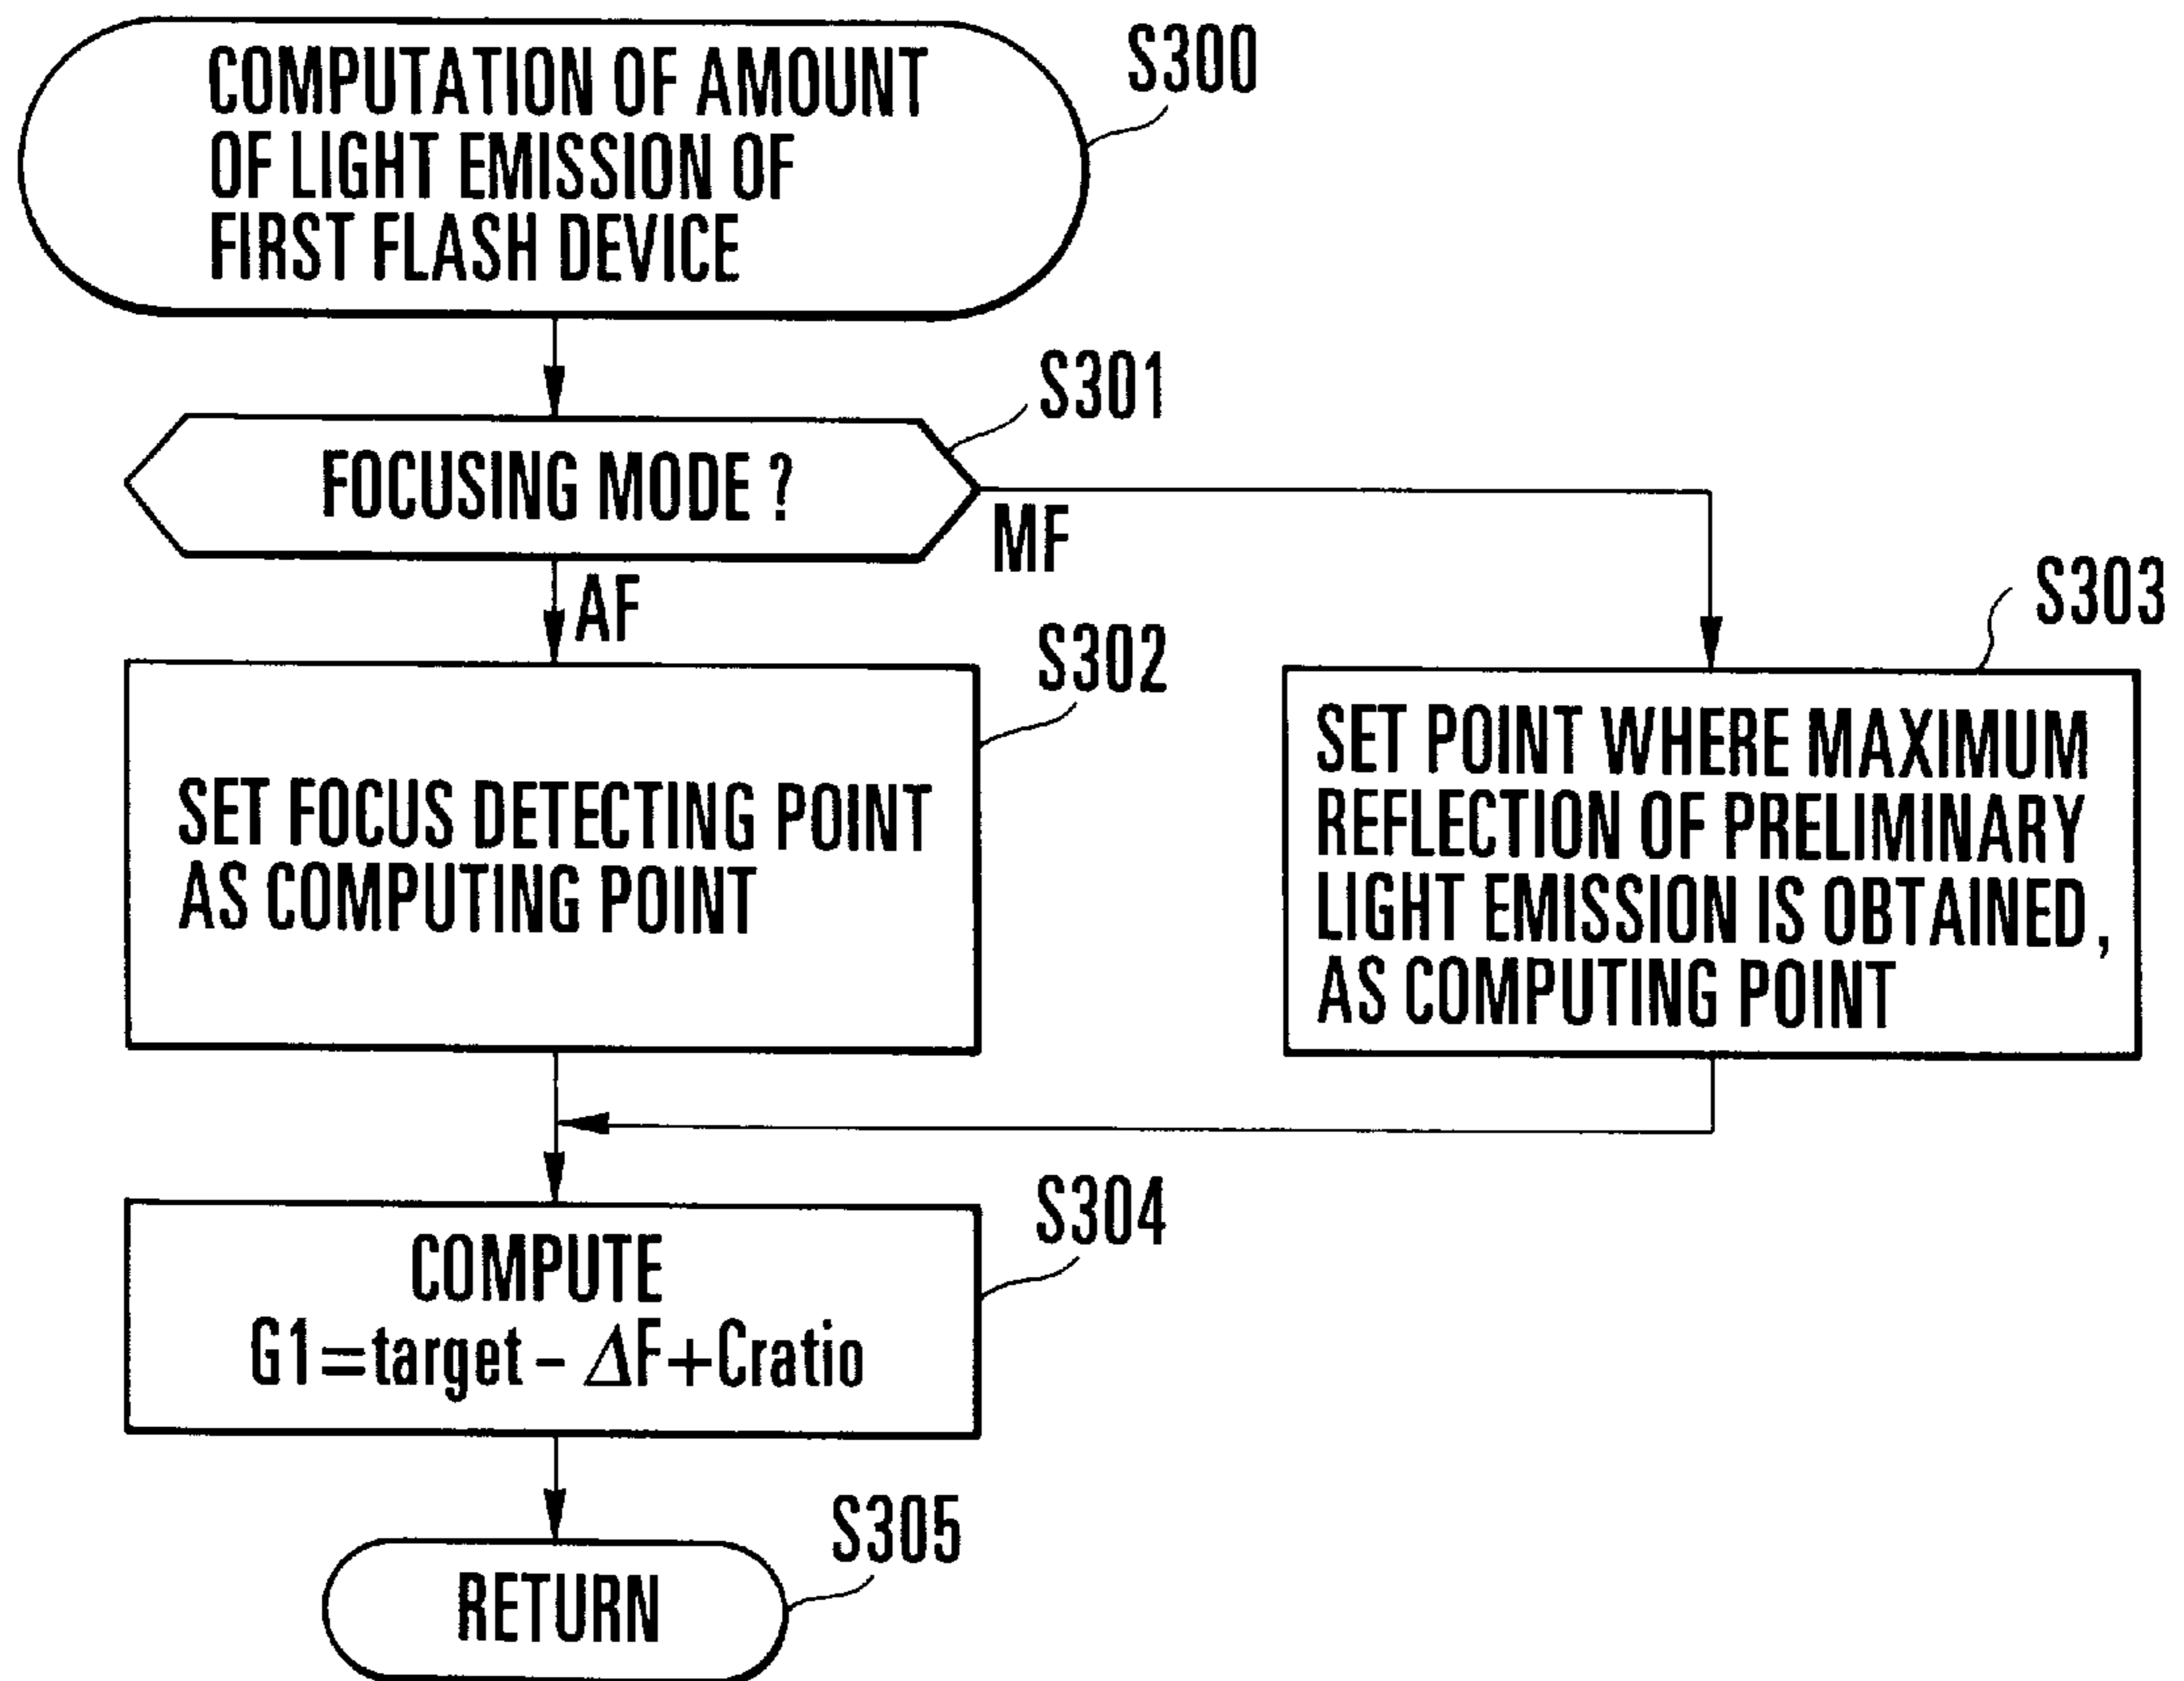 COMPUTATION OF AMOUNT
OF LIGHT EMISSION OF
FIRST FLASH DEVICE
S300
FOCUSING MODE ?
S301
MF
AF
SET FOCUS DETECTING POINT
AS COMPUTING POINT
S302
SET POINT WHERE MAXIMUM
REFLECTION OF PRELIMINARY
LIGHT EMISSION IS OBTAINED,
AS COMPUTING POINT
S303
COMPUTE
G1=target - ΔF+Cratio
S304
RETURN
S305